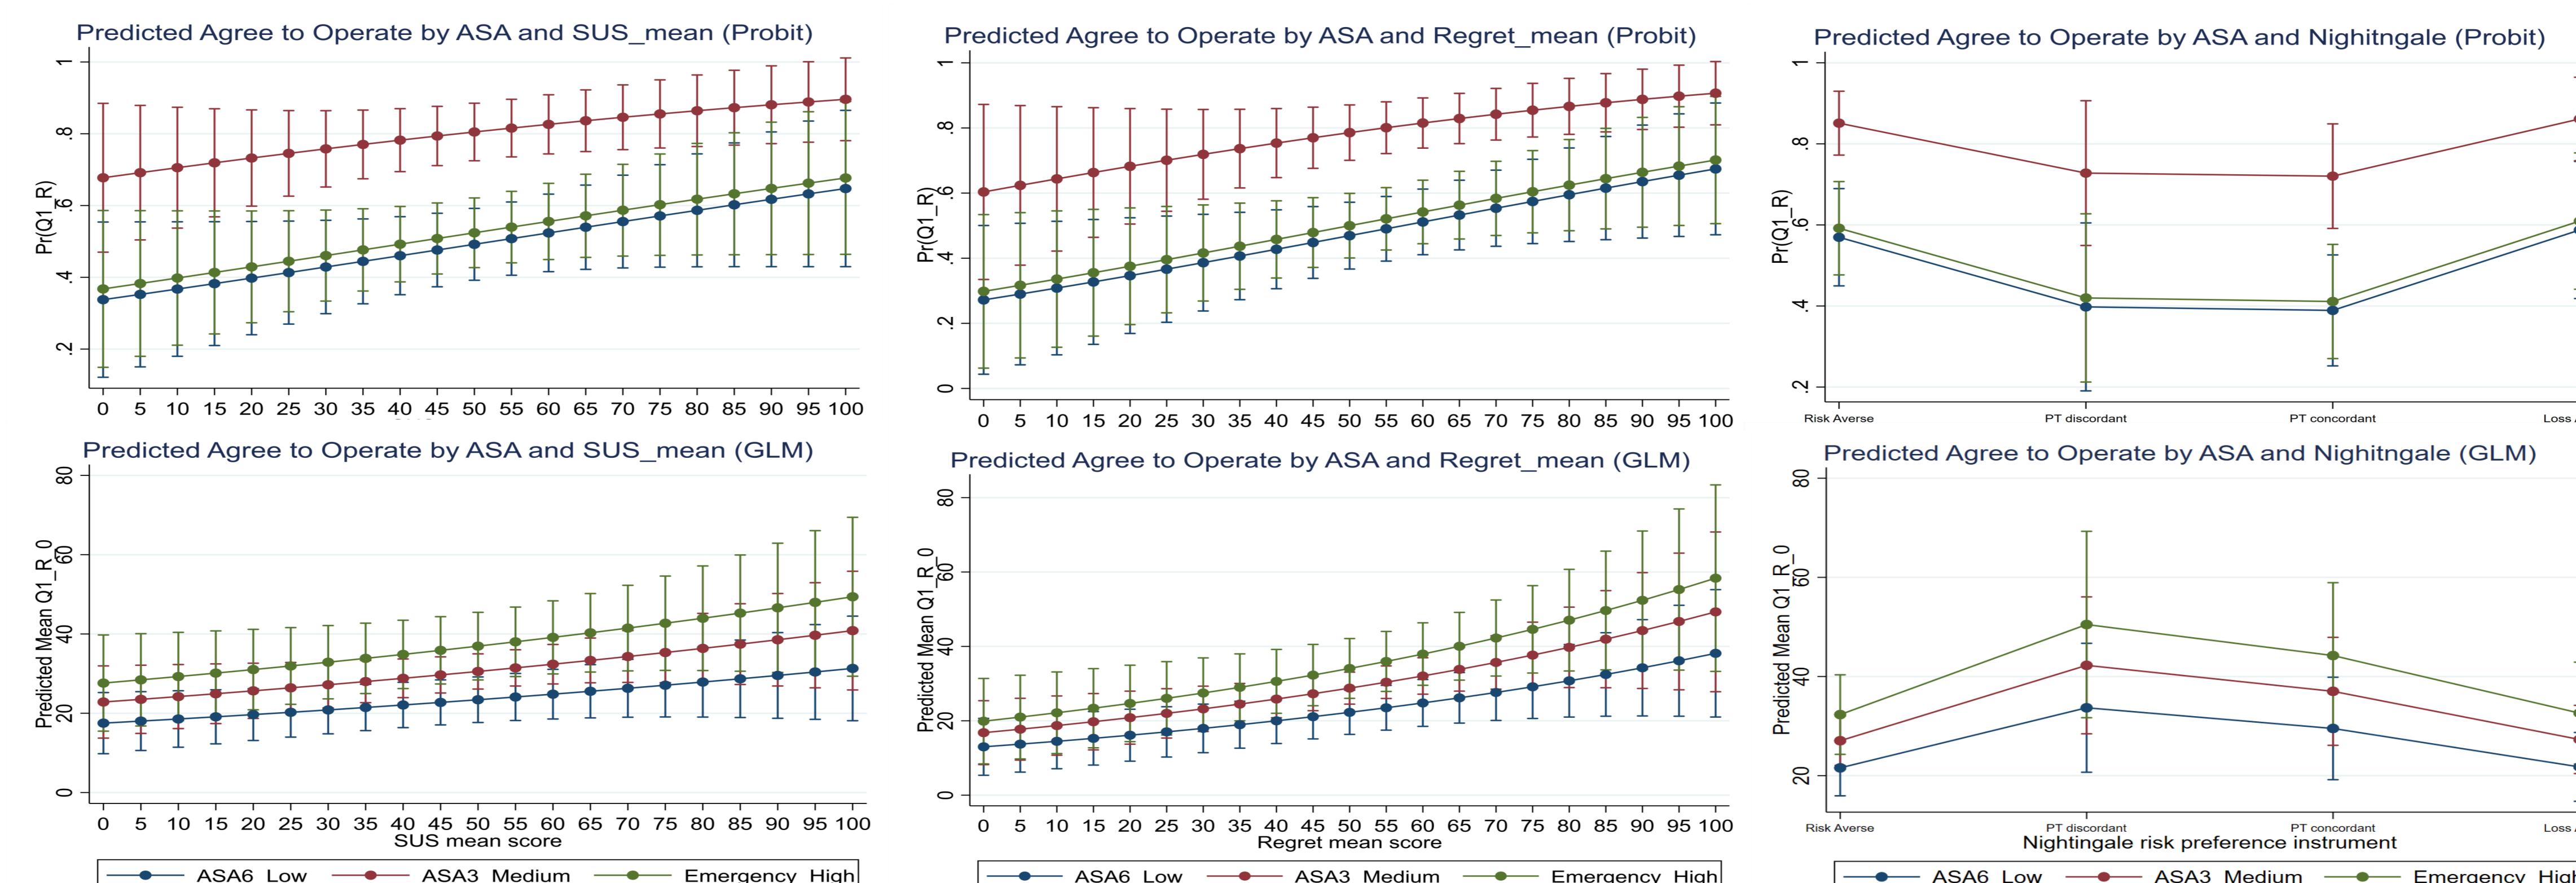 Predicted Agree to Operate by ASA and SUS_mean (Probit)
Pr(Q1_R)
1
.8
.6
.4
.2
0 5 10 15 20 25 30 35 40 45 50 55 60 65 70 75 80 85 90 95 100
Predicted Agree to Operate by ASA and Regret_mean (Probit)
Pr(Q1_R)
1
.8
.6
.4
.2
0
0 5 10 15 20 25 30 35 40 45 50 55 60 65 70 75 80 85 90 95 100
Predicted Agree to Operate by ASA and Nighitngale (Probit)
Pr(Q1_R)
1
.8
.6
.4
.2
Risk Averse PT discordant PT concordant Loss
Predicted Agree to Operate by ASA and SUS_mean (GLM)
Predicted Mean Q1_R_0
80
60
40
20
0
0 5 10 15 20 25 30 35 40 45 50 55 60 65 70 75 80 85 90 95 100
SUS mean score
ASA6_Low ASA3_Medium Emergency_High
Predicted Agree to Operate by ASA and Regret_mean (GLM)
Predicted Mean Q1_R_0
80
60
40
20
0
0 5 10 15 20 25 30 35 40 45 50 55 60 65 70 75 80 85 90 95 100
Regret mean score
ASA6_Low ASA3_Medium Emergency_High
Predicted Agree to Operate by ASA and Nighitngale (GLM)
Predicted Mean Q1_R_0
80
60
40
20
Risk Averse PT discordant PT concordant Loss
Nightingale risk preference instrument
ASA6_Low ASA3_Medium Emergency_High